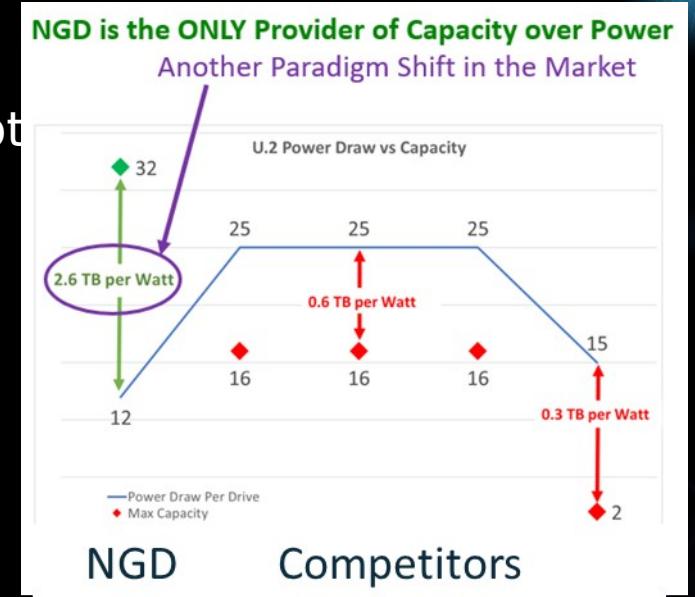 NGD is the ONLY Provider of Capacity over Power
Another Paradigm Shift in the Market
U.2 Power Draw vs Capacity
32
25
25
25
2.6 TB per Watt
0.6 TB per Watt
15
16
16
16
12
0.3 TB per Watt
Power Draw Per Drive
Max Capacity
2
NGD
Competitors